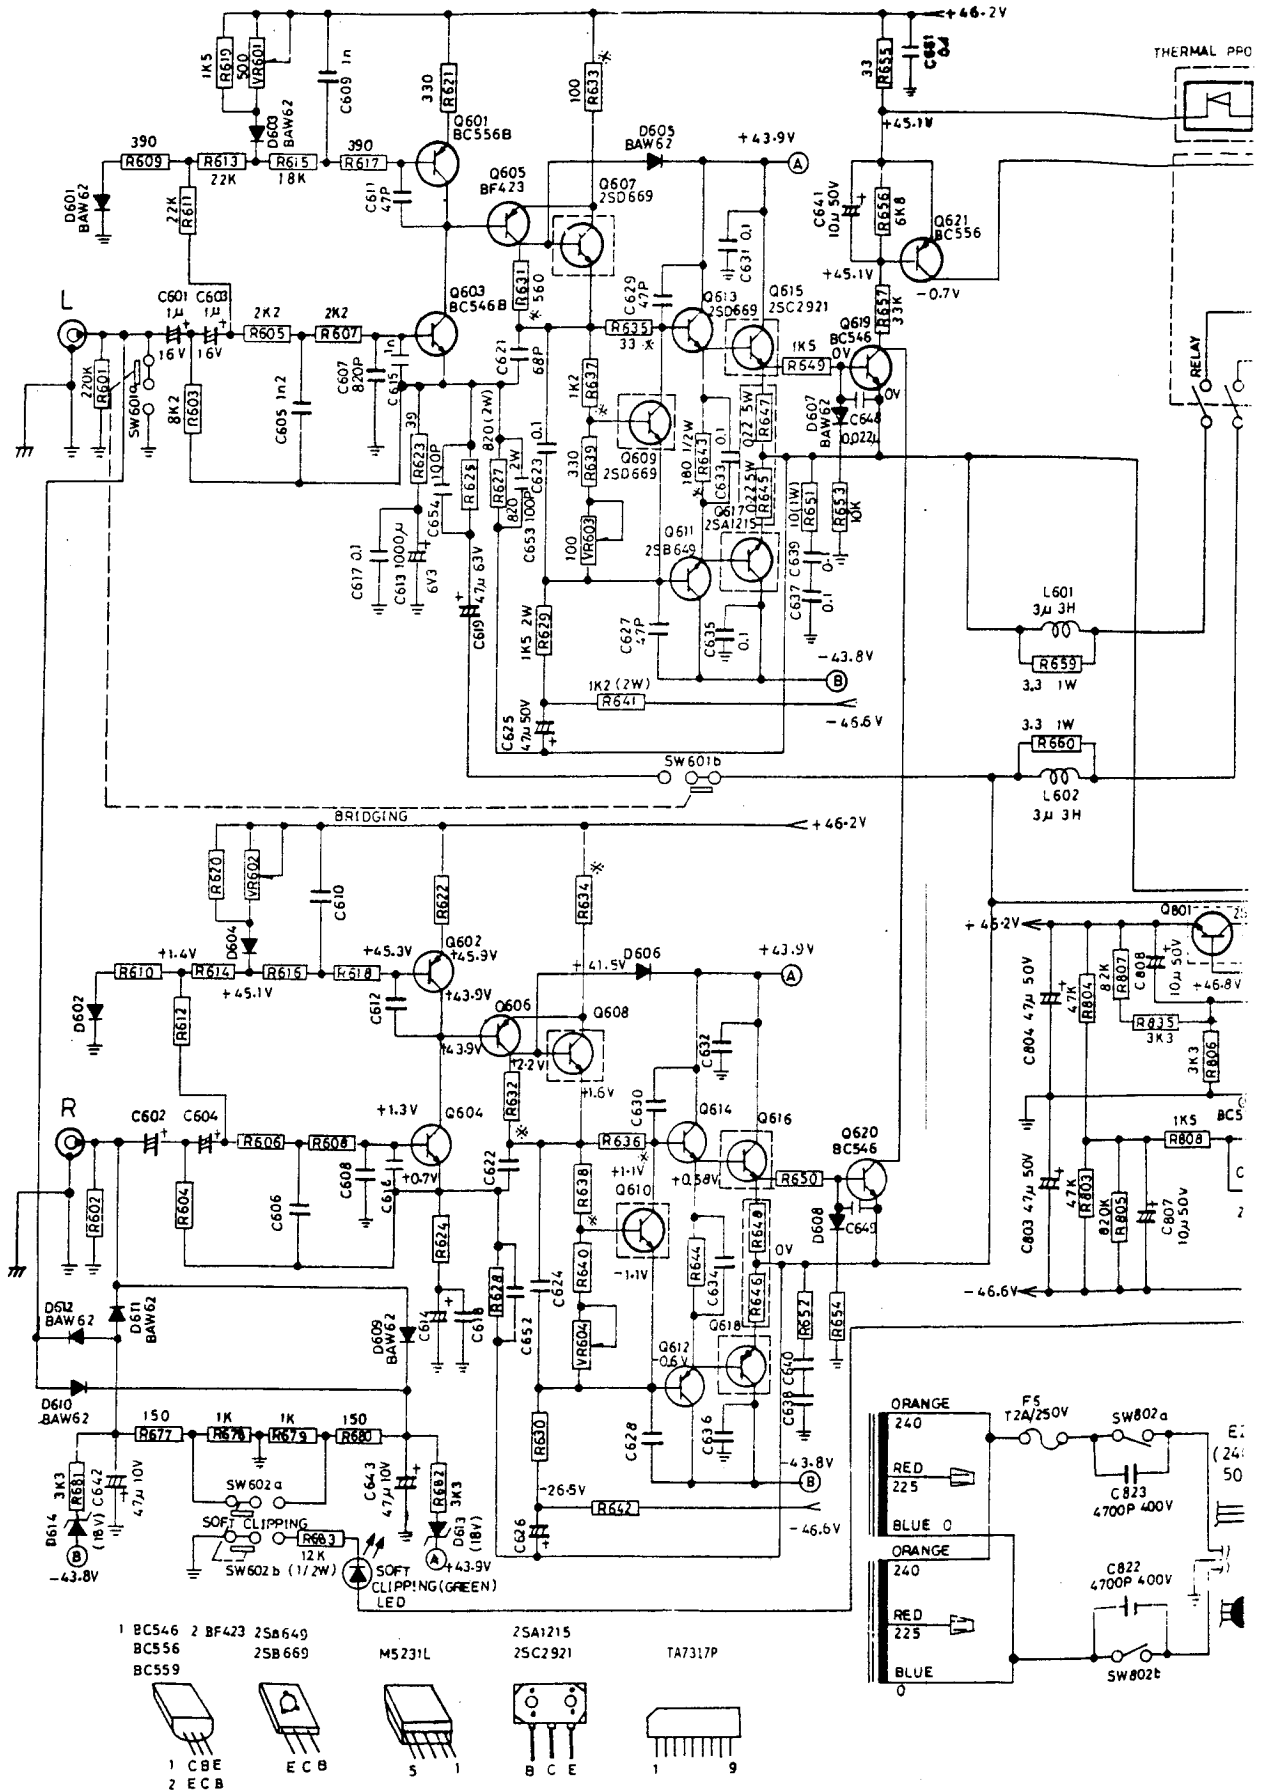 +46.2V
THERMAL PRO
1K5
R619
500
VR601
C609 1n
330
R621
100
R633
※
33
R655
D603
BAW62
Q601
BC556B
D605
BAW62
+43.9V
A
+45.1V
390
R609
R613
22K
R615
18K
390
R617
D601
BAW62
22K
R611
C611
47P
Q605
BF423
Q607
2SD669
C641
10µ 50V
R656
6K8
Q621
BC556
C631 0.1
R631
※ 560
C629
47P
Q613
2SD669
Q615
2SC2921
+45.1V
-0.7V
R657
33K
L
C601
1µ
16V
C603
1µ
16V
2K2
R605
2K2
R607
Q603
BC546B
R635
33 ※
Q619
BC546
RELAY
220K
R601
SW601a
8K2
R603
C605 1n2
C607
820P
C615
1n
C621
68P
1K2
R637
※
1K5
R649
0V
0V
D607
BAW62
C648
0.022µ
39
R623
100P
C654
R625
820 (2W)
R627
820
2W
C653 100P
C623
0.1
330
R639
Q609
2SD669
180 1/2W
R643
※
C633
0.1
022 5W
R647
022 5W
R645
10(1W)
R651
R653
10K
100
VR603
Q611
2SB649
Q617
2SA1215
C617 0.1
C613 1000µ
6V3
C619
47µ 63V
1K5 2W
R629
C627
47P
C635
0.1
C639
0.1
C637
0.1
L601
3µ 3H
R659
3.3 1W
-43.8V
B
1K2 (2W)
R641
-46.6V
C625
47µ 50V
3.3 1W
R660
L602
3µ 3H
SW601b
BRIDGING
+46.2V
R620
VR602
C610
R622
R634
※
D604
Q602
+45.9V
+45.3V
+1.4V
R610
R614
R616
R618
+45.1V
+41.5V
D606
+43.9V
A
D602
R612
C612
+43.9V
Q606
Q608
+43.9V
+2.2V
+1.6V
R632
※
C632
C630
+46.2V
Q801
C804 47µ 50V
47K
R804
82K
R807
C808
10µ 50V
+46.8V
R835
3K3
3K3
R806
R
C602
C604
R606
R608
+1.3V
Q604
+0.7V
C622
R636
※
+1.1V
Q614
Q616
+0.58V
Q620
BC546
R650
R602
R604
C606
C608
C614
R624
R638
※
Q610
-1.1V
D608
C649
R648
0V
R646
1K5
R808
C803 47µ 50V
47K
R803
820K
R805
C807
10µ 50V
-46.6V
R628
C652
C624
R640
VR604
R644
C634
R652
R654
D612
BAW62
D611
BAW62
D609
BAW62
C614
C618
Q612
-0.6V
Q618
C640
C638
D610
BAW62
150
R677
1K
R678
1K
R679
150
R680
R630
C628
C636
-43.8V
B
ORANGE
240
RED
225
BLUE 0
F5
T2A/250V
SW802a
C823
4700P 400V
3K3
R681
D614
(18V)
C642
47µ 10V
B
-43.8V
SW602a
SOFT CLIPPING
SW602b
R683
12K
(1/2W)
C643
47µ 10V
R682
3K3
D613
(18V)
A
+43.9V
SOFT
CLIPPING(GREEN)
LED
-26.5V
R642
C626
-46.6V
ORANGE
240
RED
225
BLUE
0
C822
4700P 400V
SW802b
1 BC546 2 BF423
BC556
BC559
2SB649
2SB669
M5231L
2SA1215
2SC2921
TA7317P
1 C B E
2 E C B
E C B
5 1
B C E
1 9